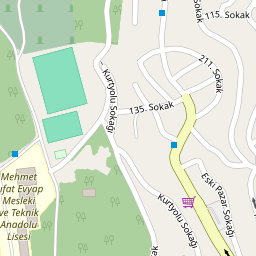 115. Sokak
211. Sokak
Kurtyolu Sokağı
135. Sokak
Mehmet
ıfat Evyap
Mesleki
ve Teknik
Anadolu
Lisesi
Kurtyolu Sokağı
Eski Pazar Sokağı